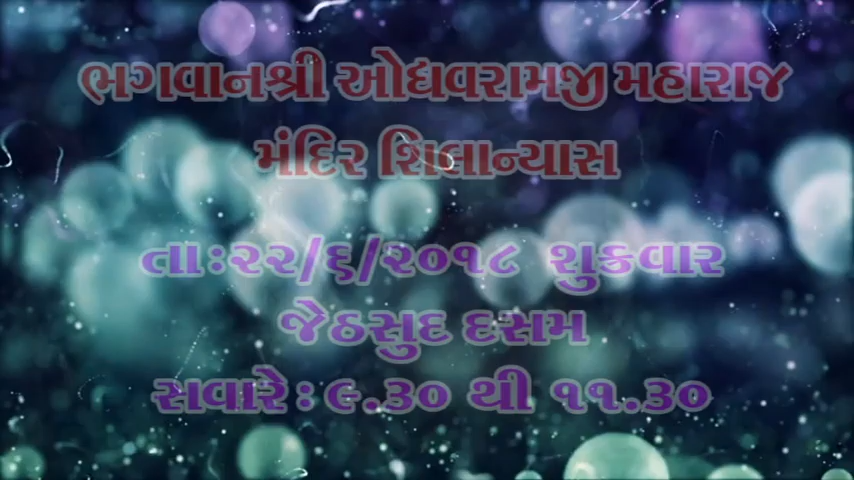 ભગવાનશ્રી ઓધવરામજી મહારાજ
મંદિર શિલાન્યાસ
તાઃ૨૨/૬/૨૦૧૮ શુક્રવાર
જેઠસુદ દસમ
સવારેઃ૯.૩૦ થી ૧૧.૩૦